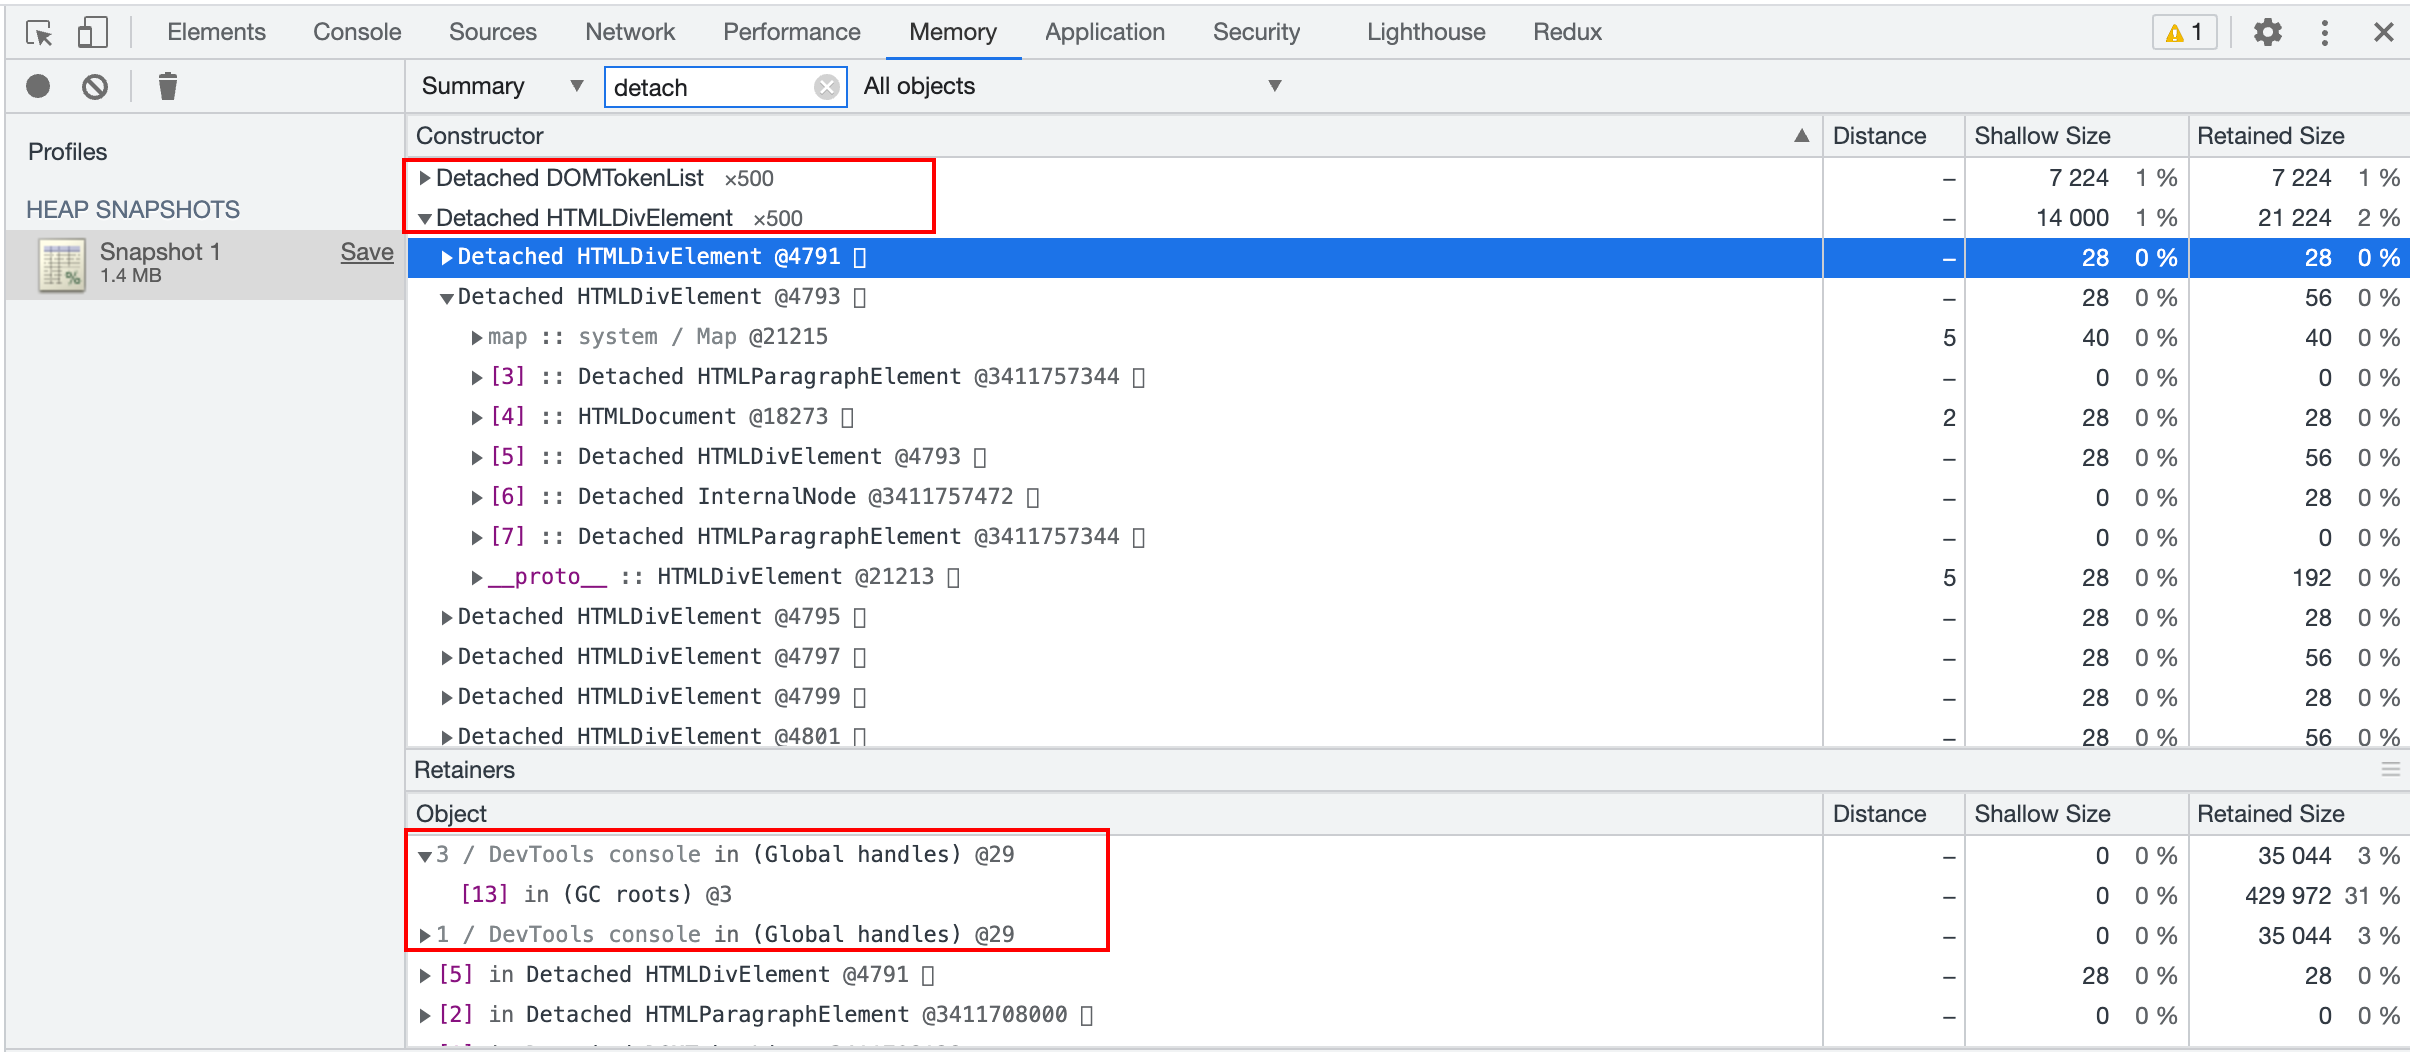 Elements Console Sources Network Performance Memory Application Security Lighthouse Redux 1
Summary detach All objects
Profiles
HEAP SNAPSHOTS
Snapshot 1 Save
1.4 MB
Constructor Distance Shallow Size Retained Size
Detached DOMTokenList ×500 – 7 224 1 % 7 224 1 %
Detached HTMLDivElement ×500 – 14 000 1 % 21 224 2 %
Detached HTMLDivElement @4791 – 28 0 % 28 0 %
Detached HTMLDivElement @4793 – 28 0 % 56 0 %
map :: system / Map @21215 5 40 0 % 40 0 %
[3] :: Detached HTMLParagraphElement @3411757344 – 0 0 % 0 0 %
[4] :: HTMLDocument @18273 2 28 0 % 28 0 %
[5] :: Detached HTMLDivElement @4793 – 28 0 % 56 0 %
[6] :: Detached InternalNode @3411757472 – 0 0 % 28 0 %
[7] :: Detached HTMLParagraphElement @3411757344 – 0 0 % 0 0 %
__proto__ :: HTMLDivElement @21213 5 28 0 % 192 0 %
Detached HTMLDivElement @4795 – 28 0 % 28 0 %
Detached HTMLDivElement @4797 – 28 0 % 56 0 %
Detached HTMLDivElement @4799 – 28 0 % 28 0 %
Detached HTMLDivElement @4801 – 28 0 % 56 0 %
Retainers
Object Distance Shallow Size Retained Size
3 / DevTools console in (Global handles) @29 – 0 0 % 35 044 3 %
[13] in (GC roots) @3 – 0 0 % 429 972 31 %
1 / DevTools console in (Global handles) @29 – 0 0 % 35 044 3 %
[5] in Detached HTMLDivElement @4791 – 28 0 % 28 0 %
[2] in Detached HTMLParagraphElement @3411708000 – 0 0 % 0 0 %